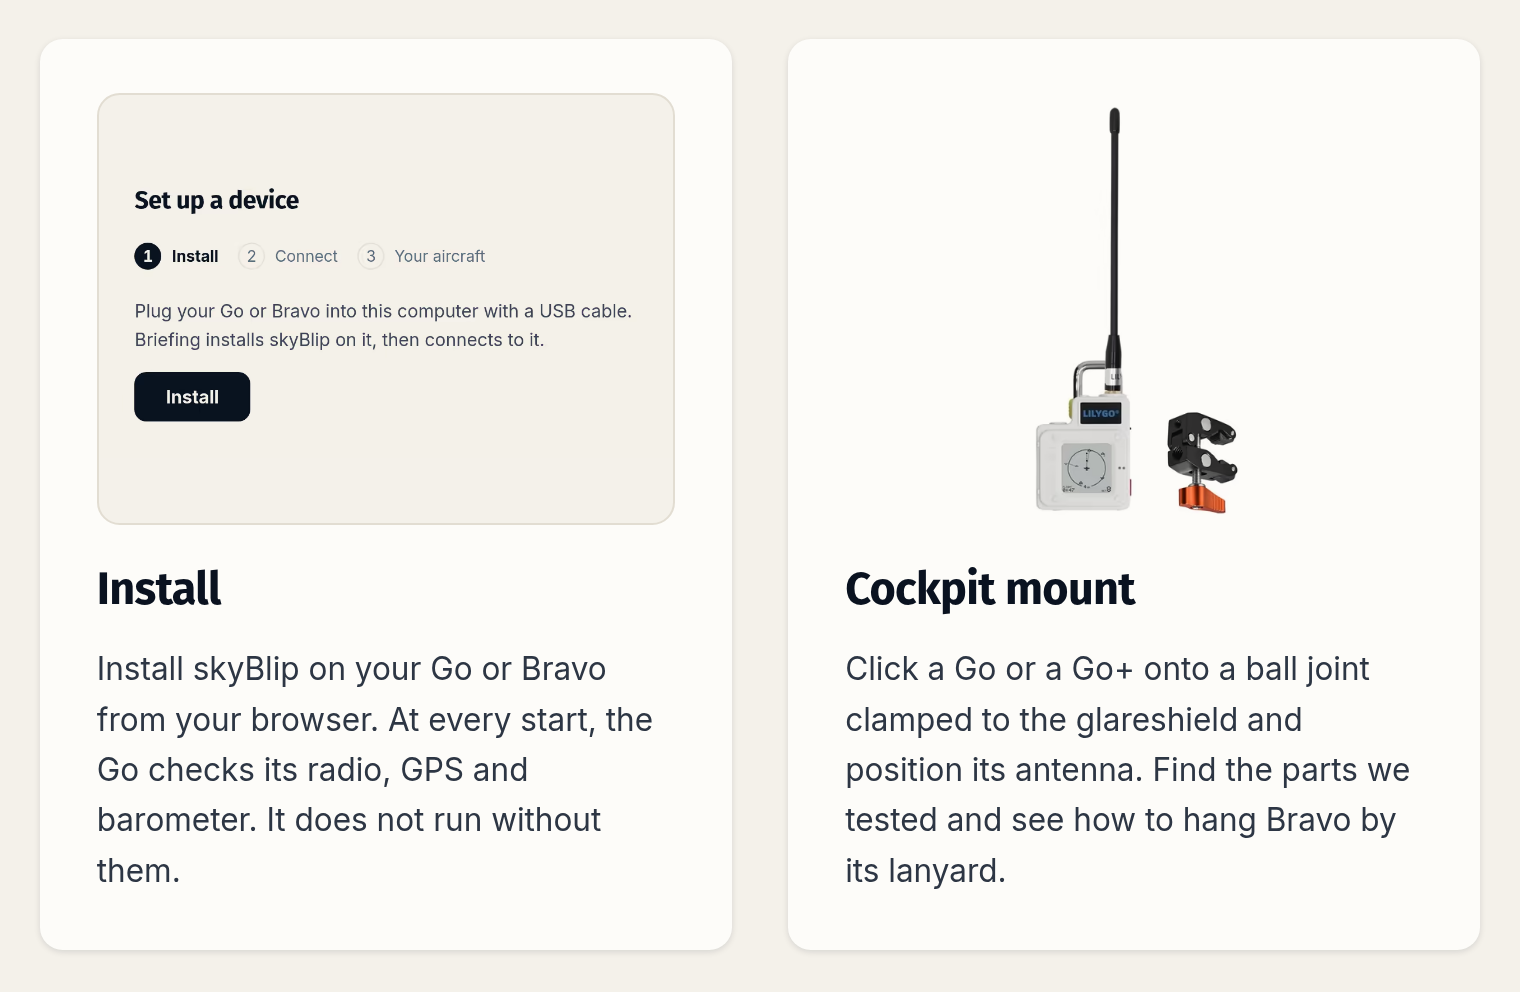 Set up a device
1 Install 2 Connect 3 Your aircraft
Plug your Go or Bravo into this computer with a USB cable.
Briefing installs skyBlip on it, then connects to it.
Install
Install
Install skyBlip on your Go or Bravo
from your browser. At every start, the
Go checks its radio, GPS and
barometer. It does not run without
them.
LILYGO®
Cockpit mount
Click a Go or a Go+ onto a ball joint
clamped to the glareshield and
position its antenna. Find the parts we
tested and see how to hang Bravo by
its lanyard.